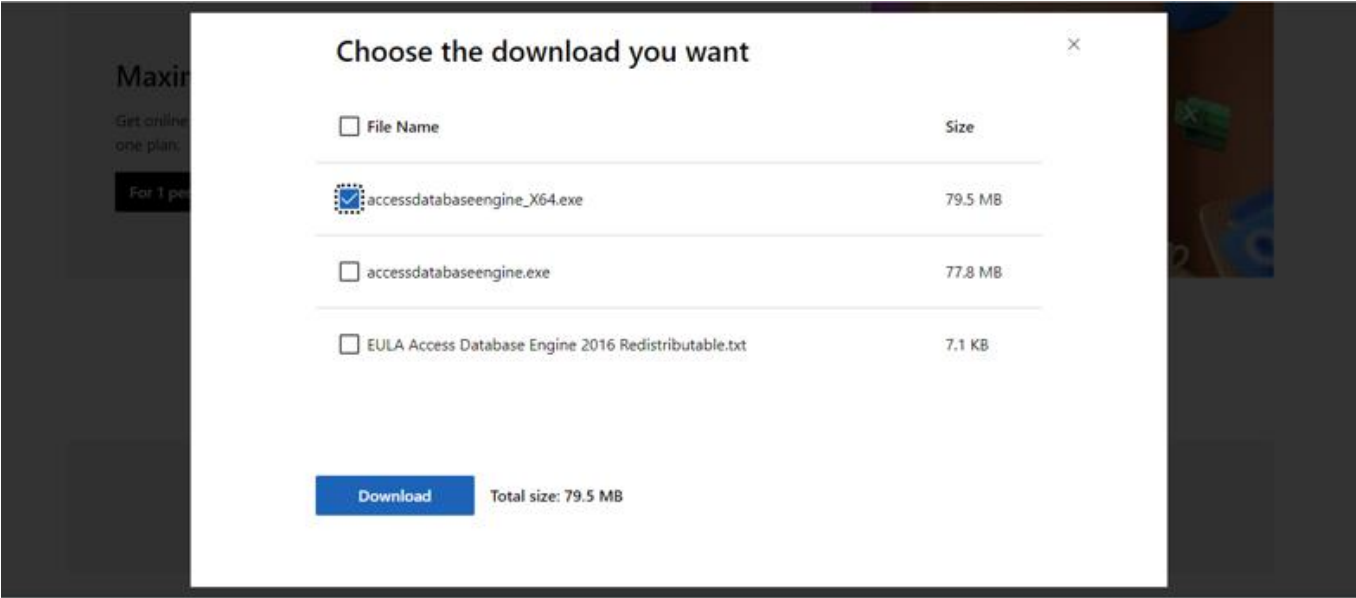 Choose the download you want
Maxim
Get online
one plan.
For 1 per
File Name
Size
accessdatabaseengine_X64.exe
79.5 MB
accessdatabaseengine.exe
77.8 MB
EULA Access Database Engine 2016 Redistributable.txt
7.1 KB
Download
Total size: 79.5 MB